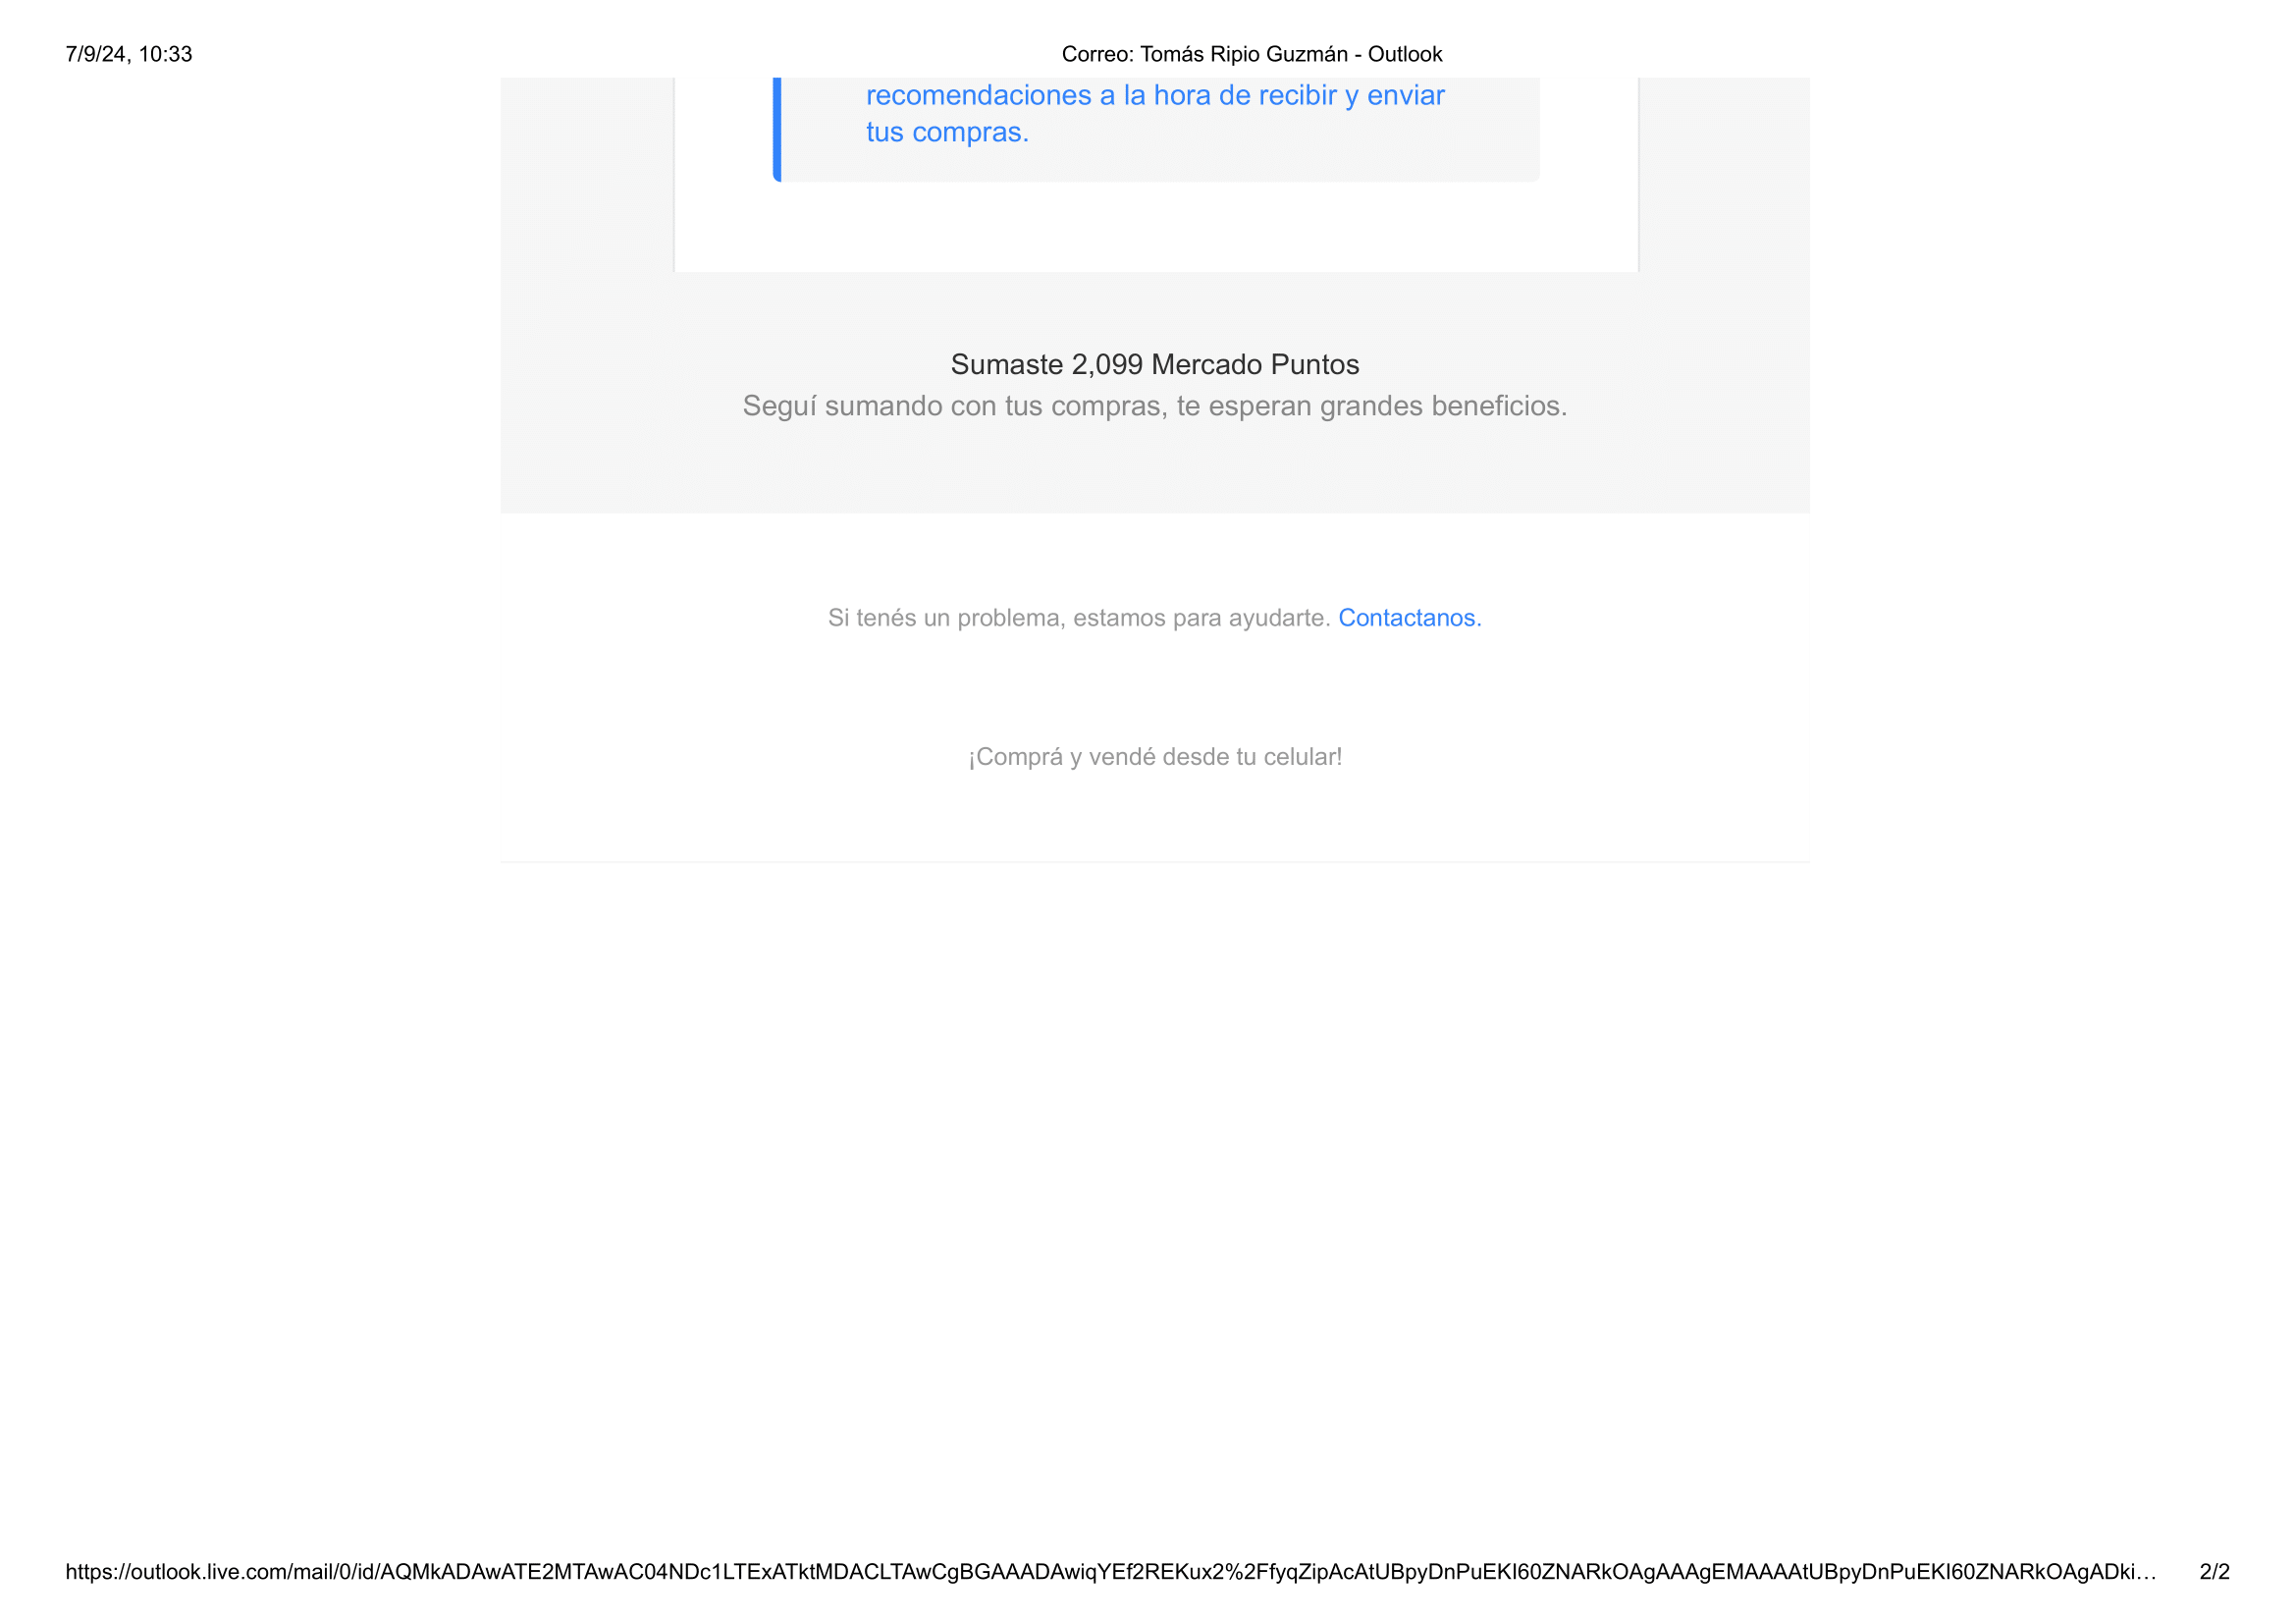 7/9/24, 10:33
Correo: Tomás Ripio Guzmán - Outlook
recomendaciones a la hora de recibir y enviar
tus compras.
Sumaste 2,099 Mercado Puntos
Seguí sumando con tus compras, te esperan grandes beneficios.
Si tenés un problema, estamos para ayudarte. Contactanos.
¡Comprá y vendé desde tu celular!
https://outlook.live.com/mail/0/id/AQMkADAwATE2MTAwAC04NDc1LTExATktMDACLTAwCgBGAAADAwiqYEf2REKux2%2FfyqZipAcAtUBpyDnPuEKI60ZNARkOAgAAAgEMAAAAtUBpyDnPuEKI60ZNARkOAgADki…
2/2